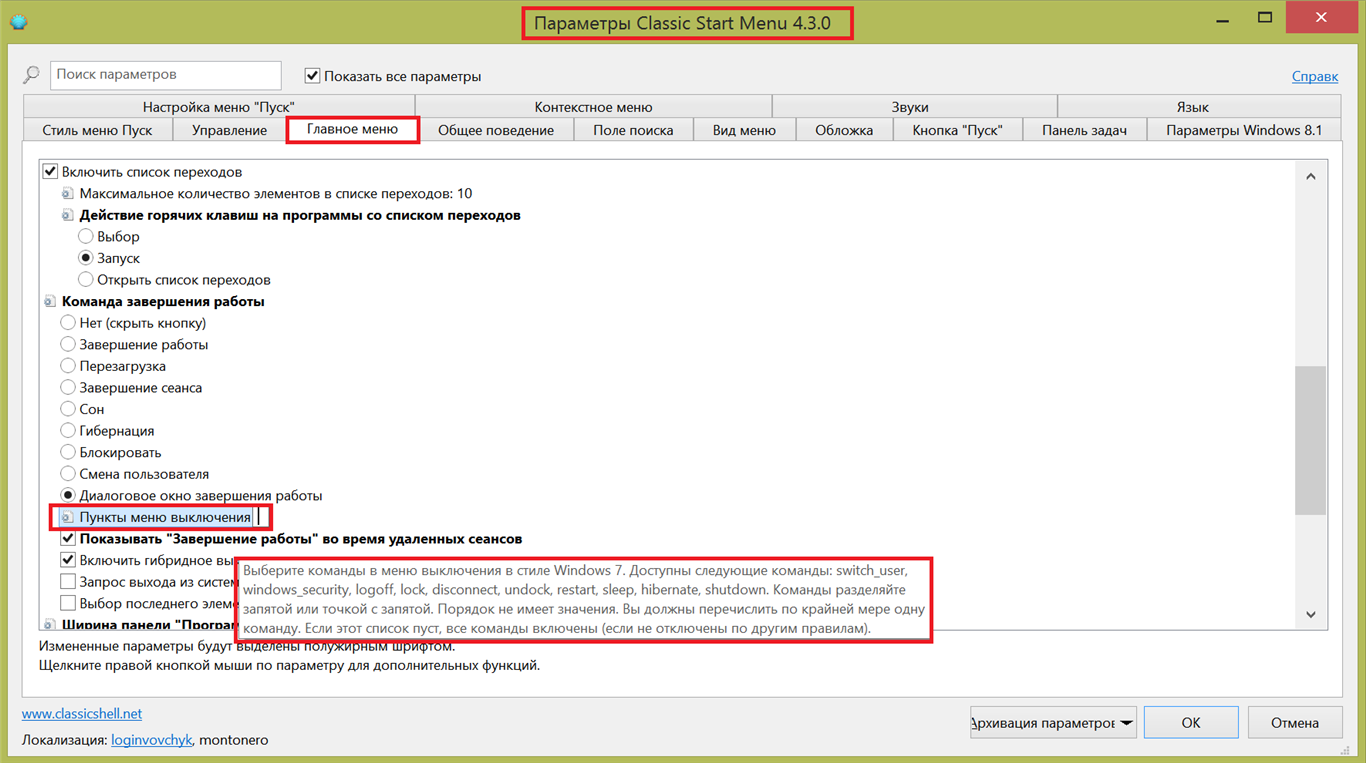 Параметры Classic Start Menu 4.3.0
Поиск параметров
Показать все параметры
Справк
Настройка меню "Пуск" Контекстное меню Звуки Язык
Стиль меню Пуск Управление Главное меню Общее поведение Поле поиска Вид меню Обложка Кнопка "Пуск" Панель задач Параметры Windows 8.1
Включить список переходов
Максимальное количество элементов в списке переходов: 10
Действие горячих клавиш на программы со списком переходов
Выбор
Запуск
Открыть список переходов
Команда завершения работы
Нет (скрыть кнопку)
Завершение работы
Перезагрузка
Завершение сеанса
Сон
Гибернация
Блокировать
Смена пользователя
Диалоговое окно завершения работы
Пункты меню выключения
Показывать "Завершение работы" во время удаленных сеансов
Включить гибридное вы
Запрос выхода из систем
Выбор последнего элеме
Ширина панели "Програм
Выберите команды в меню выключения в стиле Windows 7. Доступны следующие команды: switch_user,
windows_security, logoff, lock, disconnect, undock, restart, sleep, hibernate, shutdown. Команды разделяйте
запятой или точкой с запятой. Порядок не имеет значения. Вы должны перечислить по крайней мере одну
команду. Если этот список пуст, все команды включены (если не отключены по другим правилам).
Измененные параметры будут выделены полужирным шрифтом.
Щелкните правой кнопкой мыши по параметру для дополнительных функций.
www.classicshell.net
Архивация параметров OK Отмена
Локализация: loginvovchyk, montonero